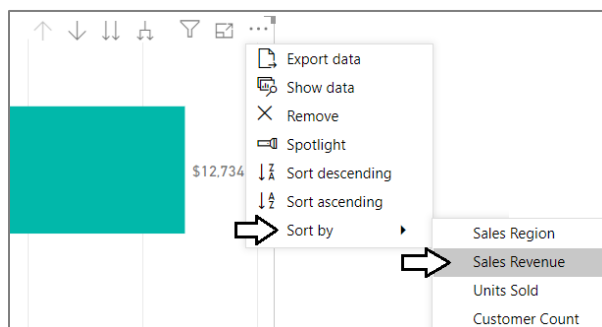 Export data
Show data
Remove
Spotlight
$12,734
Sort descending
Sort ascending
Sort by
Sales Region
Sales Revenue
Units Sold
Customer Count